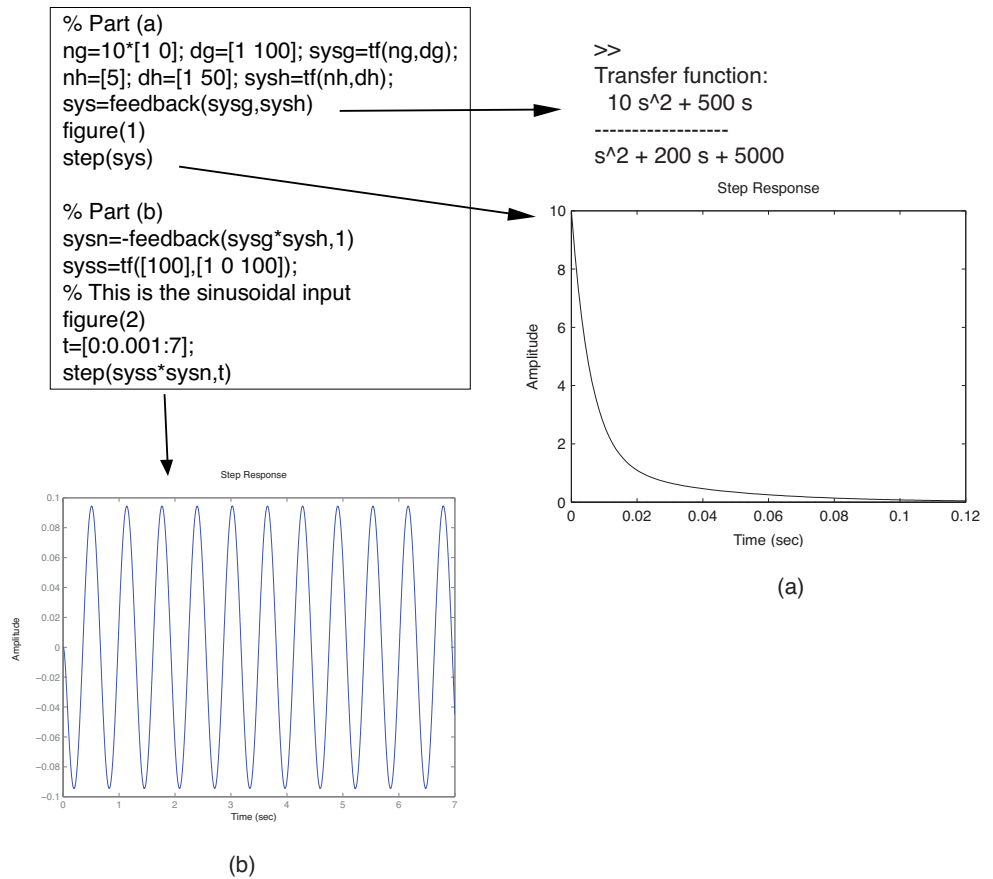 % Part (a)
ng=10*[1 0]; dg=[1 100]; sysg=tf(ng,dg);
nh=[5]; dh=[1 50]; sysh=tf(nh,dh);
sys=feedback(sysg,sysh)
figure(1)
step(sys)
% Part (b)
sysn=-feedback(sysg*sysh,1)
syss=tf([100],[1 0 100]);
% This is the sinusoidal input
figure(2)
t=[0:0.001:7];
step(syss*sysn,t)
>>
Transfer function:
10 s^2 + 500 s
------------------
s^2 + 200 s + 5000
Step Response
10
8
6
4
2
0
Amplitude
0 0.02 0.04 0.06 0.08 0.1 0.12
Time (sec)
(a)
Step Response
0.1
0.08
0.06
0.04
0.02
0
−0.02
−0.04
−0.06
−0.08
−0.1
Amplitude
0 1 2 3 4 5 6 7
Time (sec)
(b)